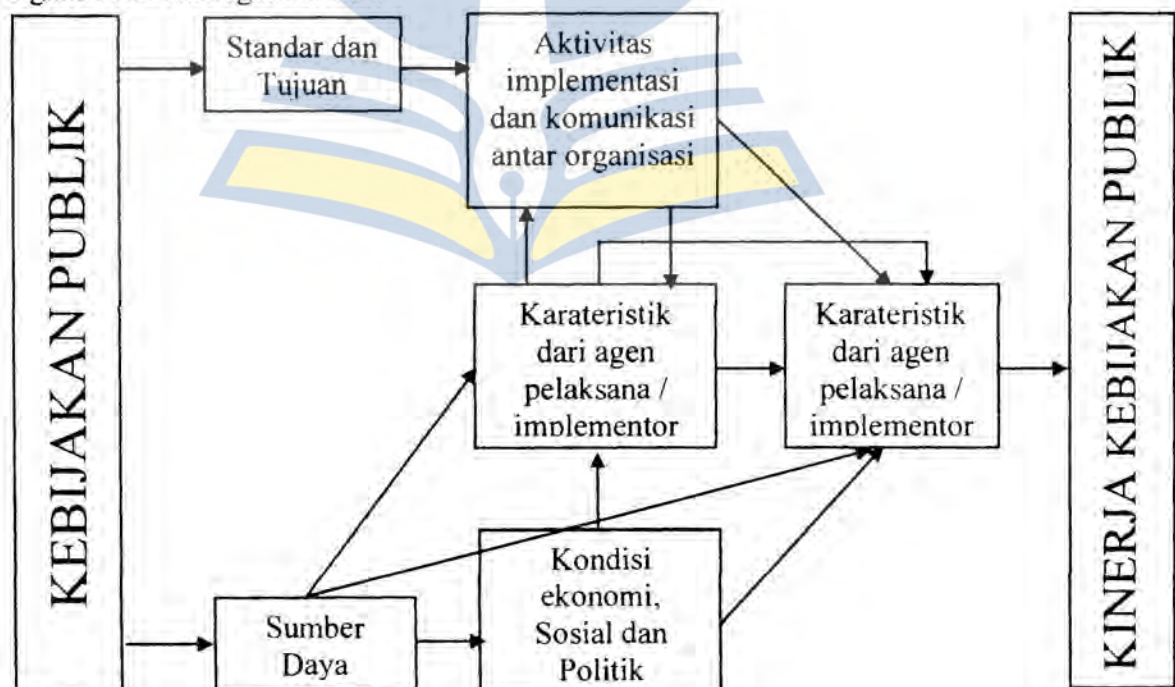 KEBIJAKAN PUBLIK
Standar dan
Tujuan
Aktivitas
implementasi
dan komunikasi
antar organisasi
Karateristik
dari agen
pelaksana /
implementor
Karateristik
dari agen
pelaksana /
implementor
Sumber
Daya
Kondisi
ekonomi,
Sosial dan
Politik
KINERJA KEBIJAKAN PUBLIK